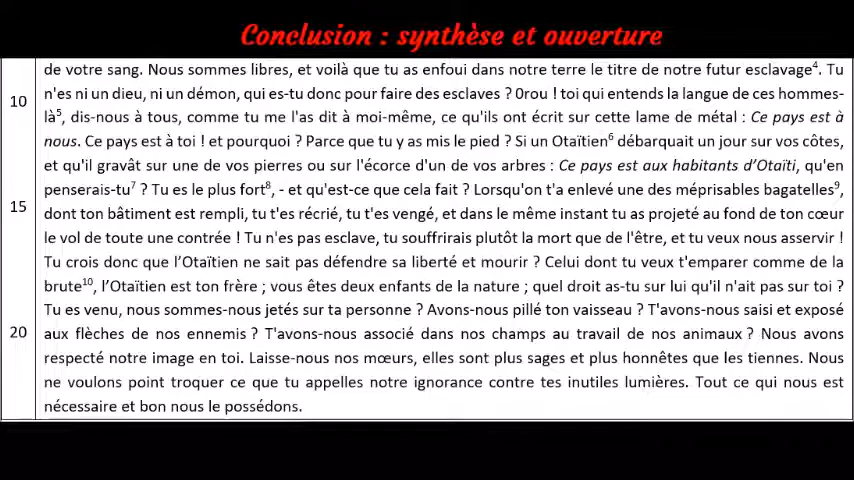 Conclusion : synthèse et ouverture
de votre sang. Nous sommes libres, et voilà que tu as enfoui dans notre terre le titre de notre futur esclavage⁴. Tu
10 n'es ni un dieu, ni un démon, qui es-tu donc pour faire des esclaves ? 0rou ! toi qui entends la langue de ces hommes-
là⁵, dis-nous à tous, comme tu me l'as dit à moi-même, ce qu'ils ont écrit sur cette lame de métal : Ce pays est à
nous. Ce pays est à toi ! et pourquoi ? Parce que tu y as mis le pied ? Si un Otaïtien⁶ débarquait un jour sur vos côtes,
et qu'il gravât sur une de vos pierres ou sur l'écorce d'un de vos arbres : Ce pays est aux habitants d'Otaïti, qu'en
penserais-tu⁷ ? Tu es le plus fort⁸, - et qu'est-ce que cela fait ? Lorsqu'on t'a enlevé une des méprisables bagatelles⁹,
15 dont ton bâtiment est rempli, tu t'es récrié, tu t'es vengé, et dans le même instant tu as projeté au fond de ton cœur
le vol de toute une contrée ! Tu n'es pas esclave, tu souffrirais plutôt la mort que de l'être, et tu veux nous asservir !
Tu crois donc que l'Otaïtien ne sait pas défendre sa liberté et mourir ? Celui dont tu veux t'emparer comme de la
brute¹⁰, l'Otaïtien est ton frère ; vous êtes deux enfants de la nature ; quel droit as-tu sur lui qu'il n'ait pas sur toi ?
Tu es venu, nous sommes-nous jetés sur ta personne ? Avons-nous pillé ton vaisseau ? T'avons-nous saisi et exposé
20 aux flèches de nos ennemis ? T'avons-nous associé dans nos champs au travail de nos animaux ? Nous avons
respecté notre image en toi. Laisse-nous nos mœurs, elles sont plus sages et plus honnêtes que les tiennes. Nous
ne voulons point troquer ce que tu appelles notre ignorance contre tes inutiles lumières. Tout ce qui nous est
nécessaire et bon nous le possédons.